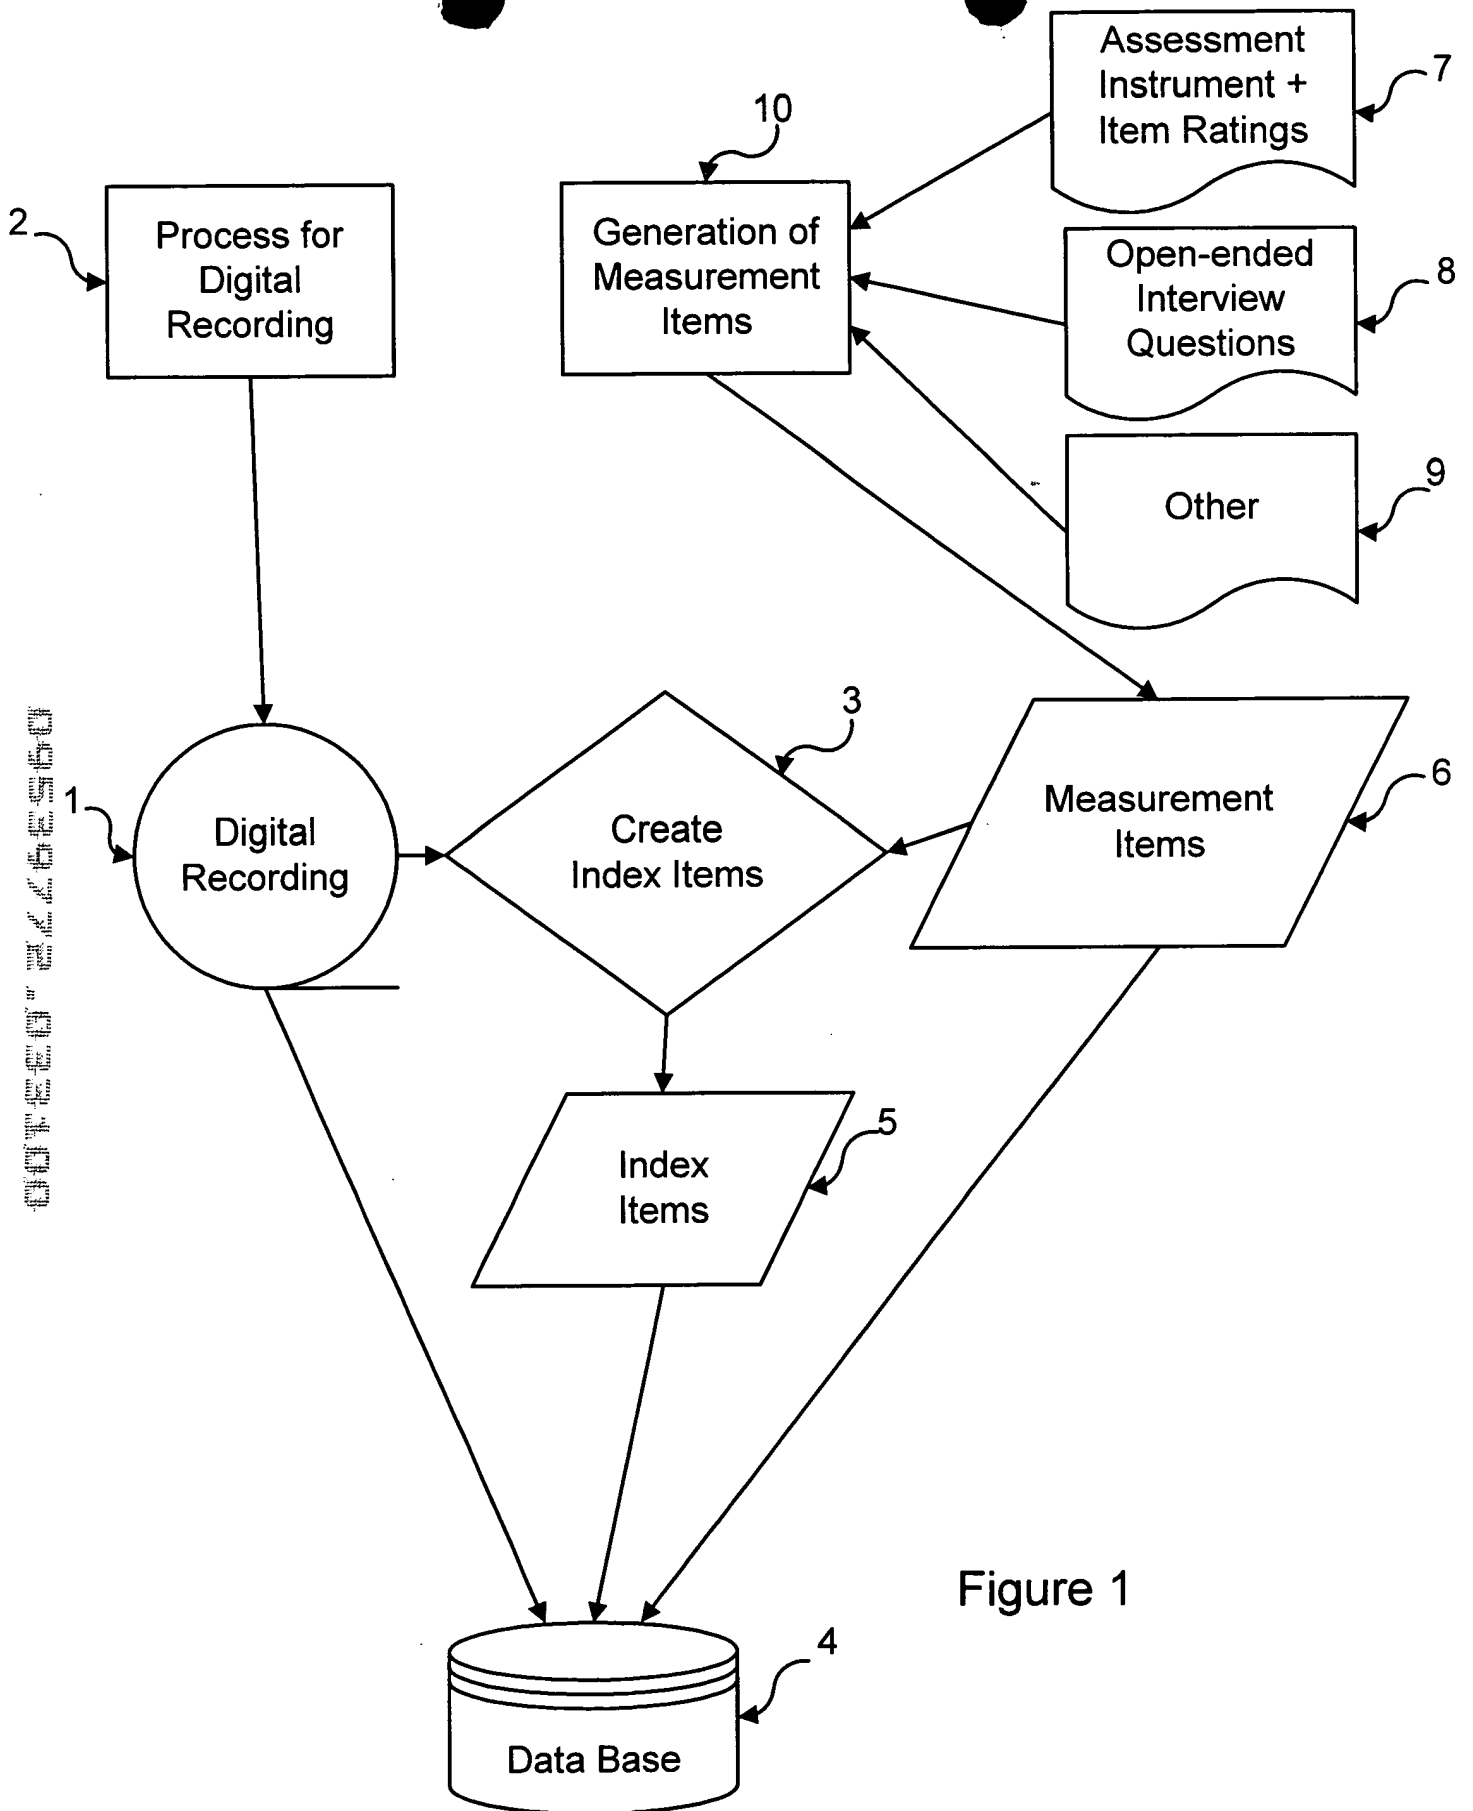 Assessment
Instrument +
Item Ratings
7
10
2
Process for
Digital
Recording
Generation of
Measurement
Items
Open-ended
Interview
Questions
8
Other
9
3
1
Digital
Recording
Create
Index Items
Measurement
Items
6
5
Index
Items
Figure 1
4
Data Base